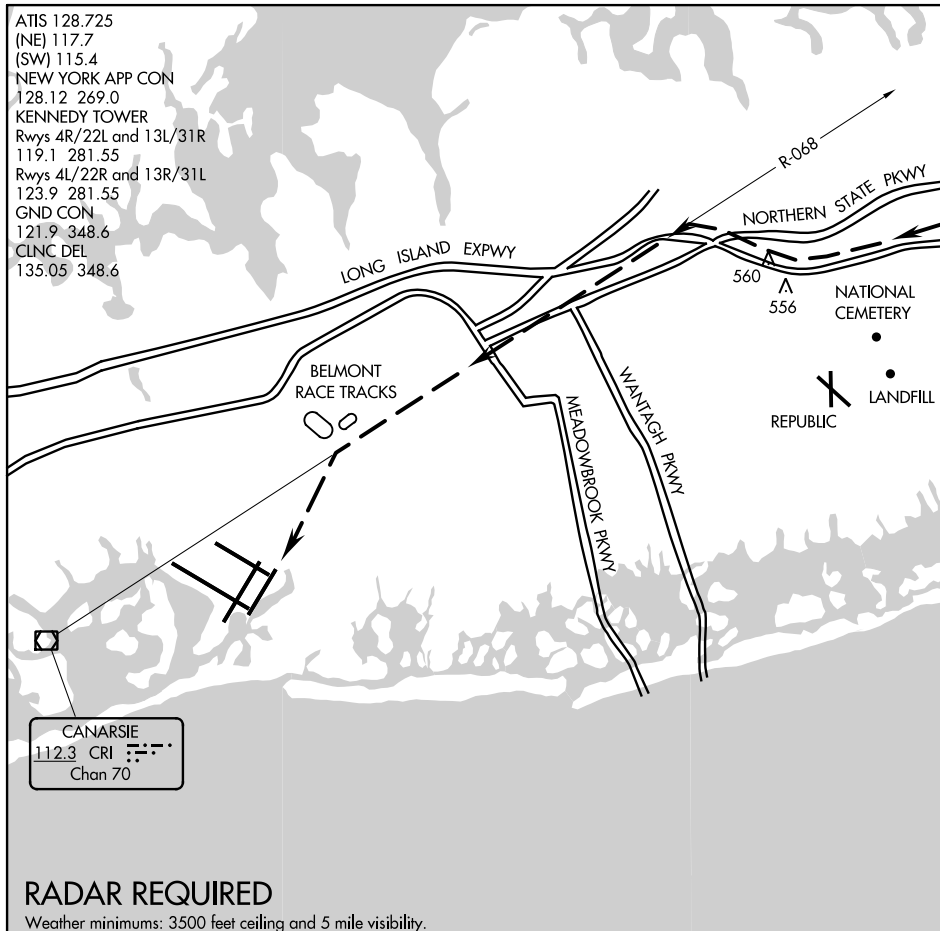 ATIS 128.725
(NE) 117.7
(SW) 115.4
NEW YORK APP CON
128.12 269.0
KENNEDY TOWER
Rwys 4R/22L and 13L/31R
119.1 281.55
Rwys 4L/22R and 13R/31L
123.9 281.55
GND CON
121.9 348.6
CLNC DEL
135.05 348.6
R-068
NORTHERN STATE PKWY
LONG ISLAND EXPWY
560
556
NATIONAL
CEMETERY
LANDFILL
REPUBLIC
BELMONT
RACE TRACKS
WANTAGH PKWY
MEADOWBROOK PKWY
CANARSIE
112.3 CRI
Chan 70
RADAR REQUIRED
Weather minimums: 3500 feet ceiling and 5 mile visibility.